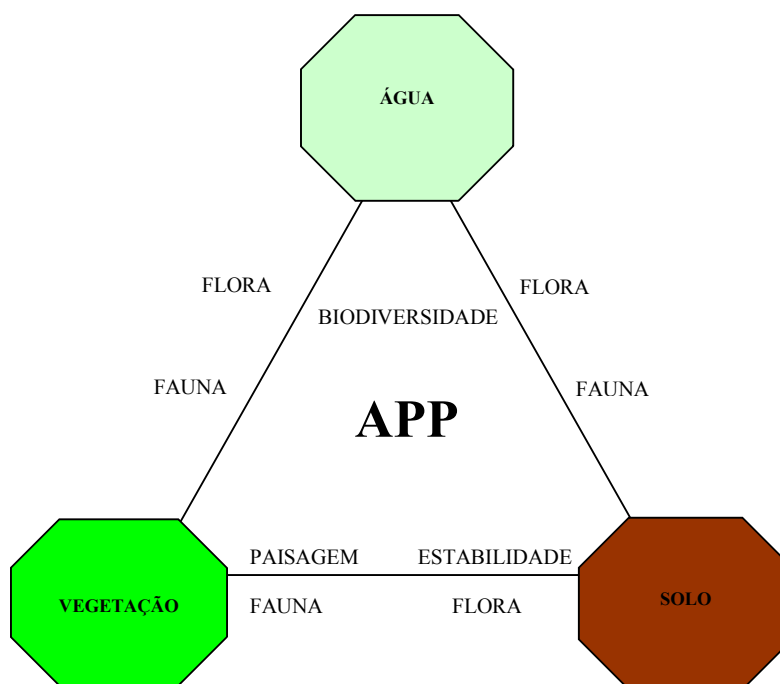 ÁGUA
FLORA FLORA
BIODIVERSIDADE
FAUNA FAUNA
APP
PAISAGEM ESTABILIDADE
VEGETAÇÃO FAUNA FLORA SOLO